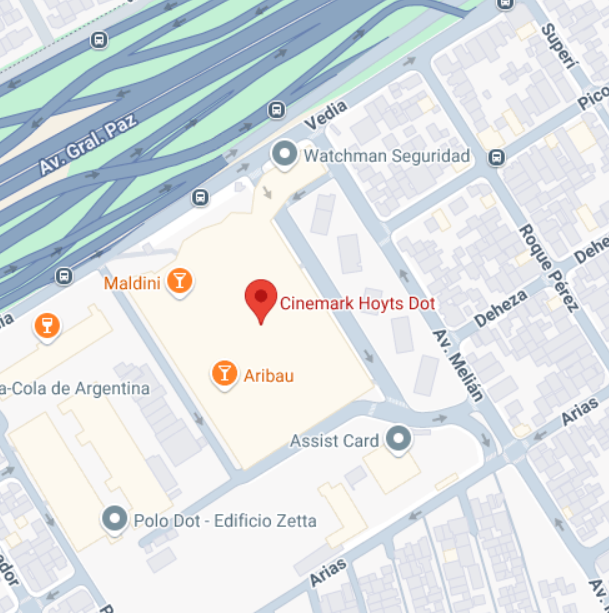 Superí
Pico
Vedia
Av. Gral. Paz
Watchman Seguridad
Roque Pérez
Dehe
Maldini
Cinemark Hoyts Dot
Deheza
ia
Av. Melián
Aribau
a-Cola de Argentina
Arias
Assist Card
Polo Dot - Edificio Zetta
Arias
ador
Av.